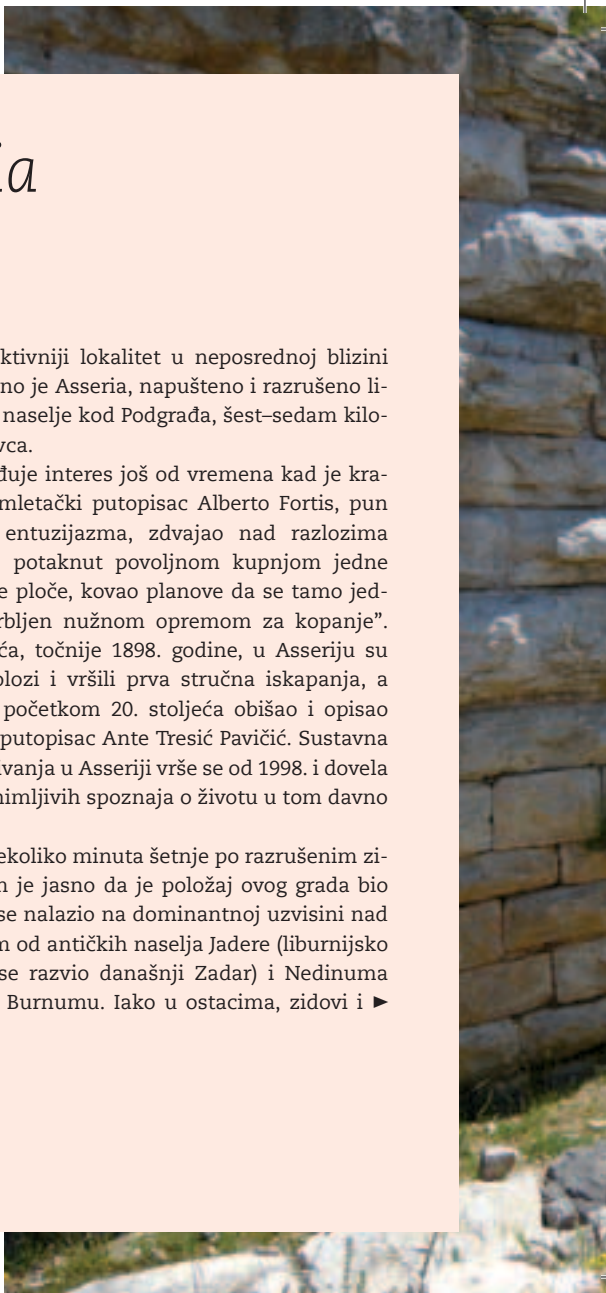 ia
ktivniji lokalitet u neposrednoj blizini
no je Asseria, napušteno i razrušeno li-
naselje kod Podgrađa, šest–sedam kilo-
vca.
đuje interes još od vremena kad je kra-
mletački putopisac Alberto Fortis, pun
entuzijazma, zdvajao nad razlozima
potaknut povoljnom kupnjom jedne
e ploče, kovao planove da se tamo jed-
rbljen nužnom opremom za kopanje”.
ća, točnije 1898. godine, u Asseriju su
olozi i vršili prva stručna iskapanja, a
početkom 20. stoljeća obišao i opisao
putopisac Ante Tresić Pavičić. Sustavna
ivanja u Asseriji vrše se od 1998. i dovela
nimljivih spoznaja o životu u tom davno
ekoliko minuta šetnje po razrušenim zi-
m je jasno da je položaj ovog grada bio
se nalazio na dominantnoj uzvisini nad
m od antičkih naselja Jadere (liburnijsko
se razvio današnji Zadar) i Nedinuma
Burnumu. Iako u ostacima, zidovi i ►